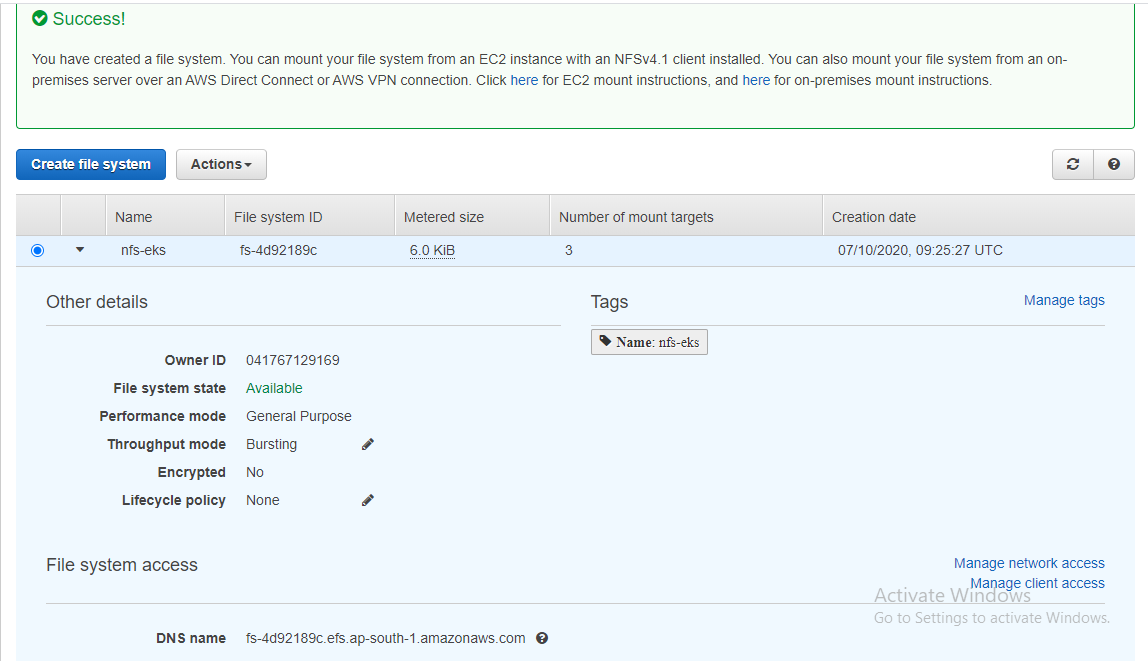 Success!
You have created a file system. You can mount your file system from an EC2 instance with an NFSv4.1 client installed. You can also mount your file system from an on-
premises server over an AWS Direct Connect or AWS VPN connection. Click here for EC2 mount instructions, and here for on-premises mount instructions.
Create file system Actions
Name File system ID Metered size Number of mount targets Creation date
nfs-eks fs-4d92189c 6.0 KiB 3 07/10/2020, 09:25:27 UTC
Other details
Owner ID 041767129169
File system state Available
Performance mode General Purpose
Throughput mode Bursting
Encrypted No
Lifecycle policy None
Tags Manage tags
Name: nfs-eks
File system access
Manage network access
Manage client access
Activate Windows
Go to Settings to activate Windows.
DNS name fs-4d92189c.efs.ap-south-1.amazonaws.com